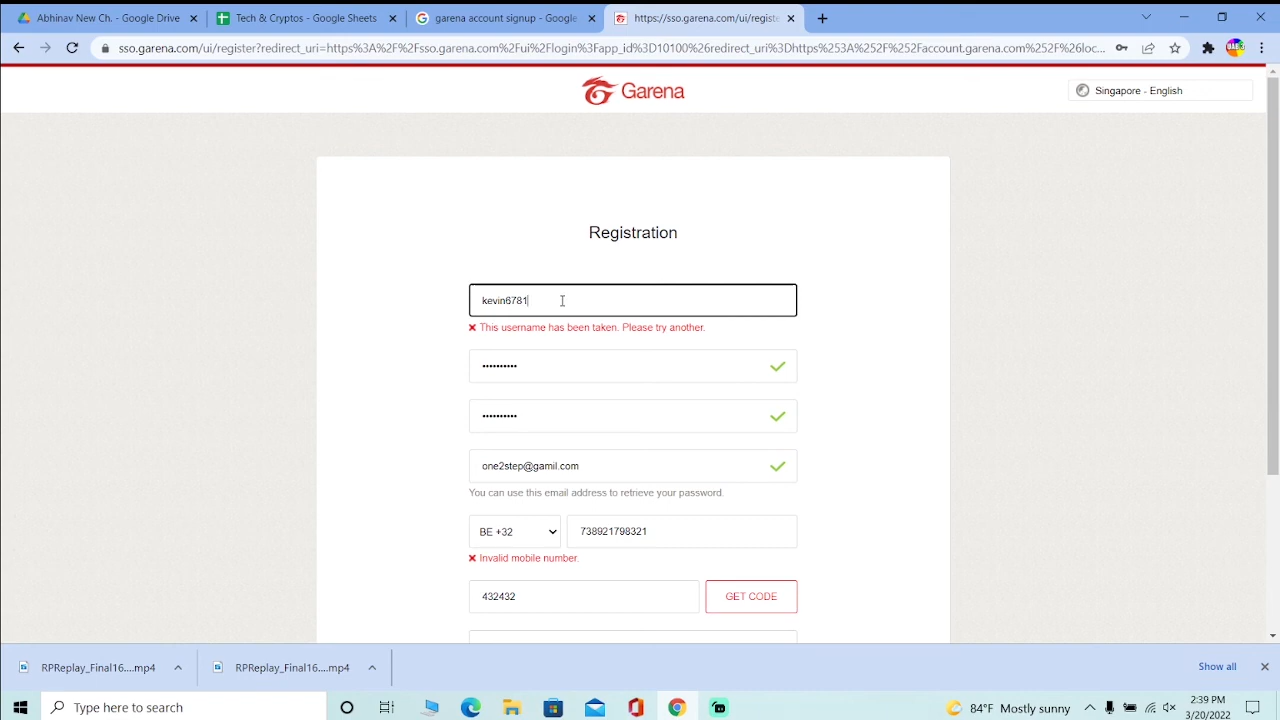 Abhinav New Ch. - Google Drive
Tech & Cryptos - Google Sheets
garena account signup - Google
https://sso.garena.com/ui/registe
sso.garena.com/ui/register?redirect_uri=https%3A%2F%2Fsso.garena.com%2Fui%2Flogin%3Fapp_id%3D10100%26redirect_uri%3Dhttps%253A%252F%252Faccount.garena.com%252F%26loc...
Garena
Singapore - English
Registration
kevin6781
This username has been taken. Please try another.
••••••••••
••••••••••
one2step@gamil.com
You can use this email address to retrieve your password.
BE +32
738921798321
Invalid mobile number.
432432
GET CODE
RPReplay_Final16....mp4
RPReplay_Final16....mp4
Show all
Type here to search
84°F Mostly sunny
2:39 PM
3/20/2022